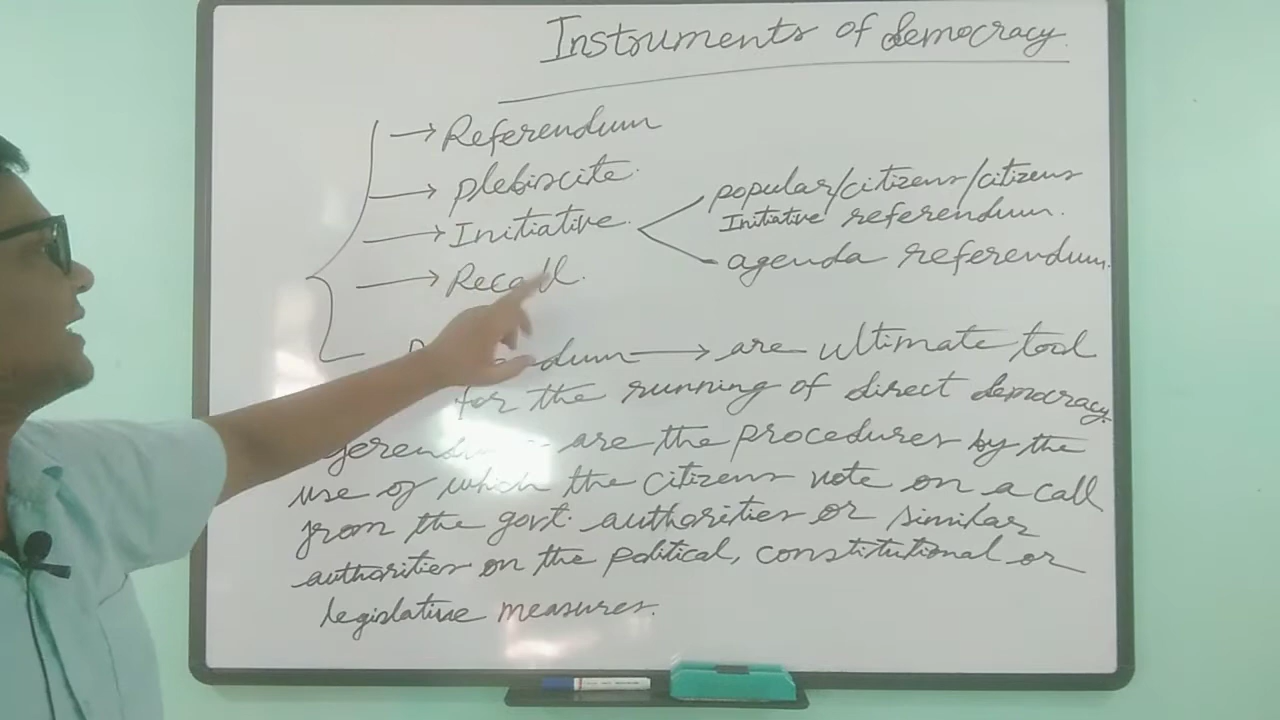 Instruments of democracy.
→ Referendum
→ plebiscite.
→ Initiative.
popular/citizens/citizens
Initiative referendum.
agenda referendum.
→ Recall.
→ are ultimate tool
for the running of direct democracy.
are the procedures by the
use of which the citizens vote on a call
from the govt. authorities or similar
authorities on the political, constitutional or
legislative measures.